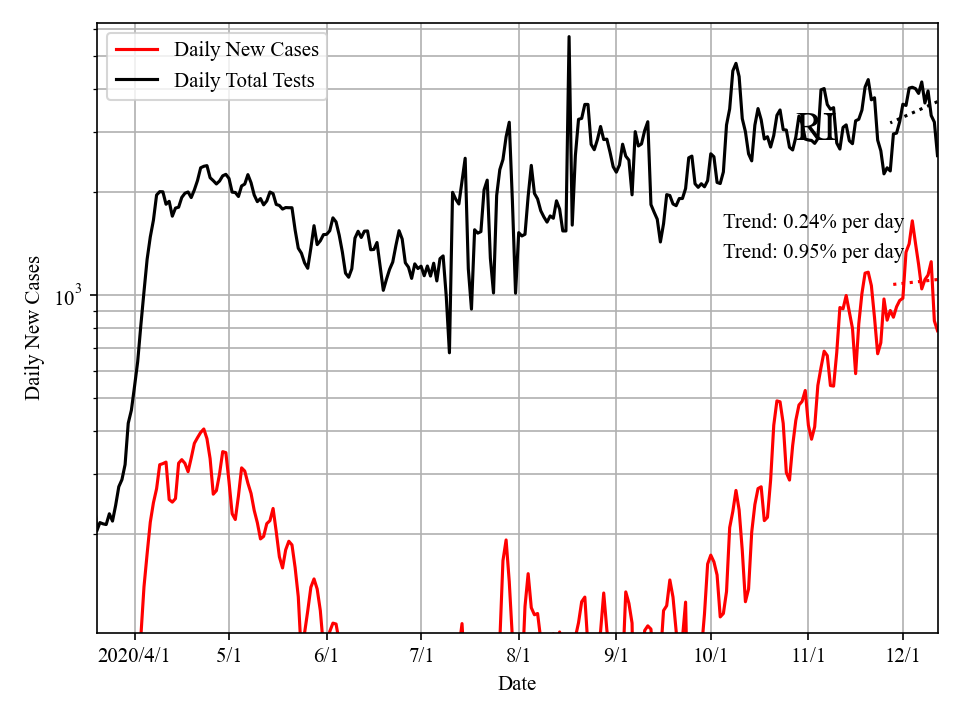 Daily New Cases
Daily Total Tests
RI
Trend: 0.24% per day
Trend: 0.95% per day
Daily New Cases
10³
2020/4/1 5/1 6/1 7/1 8/1 9/1 10/1 11/1 12/1
Date